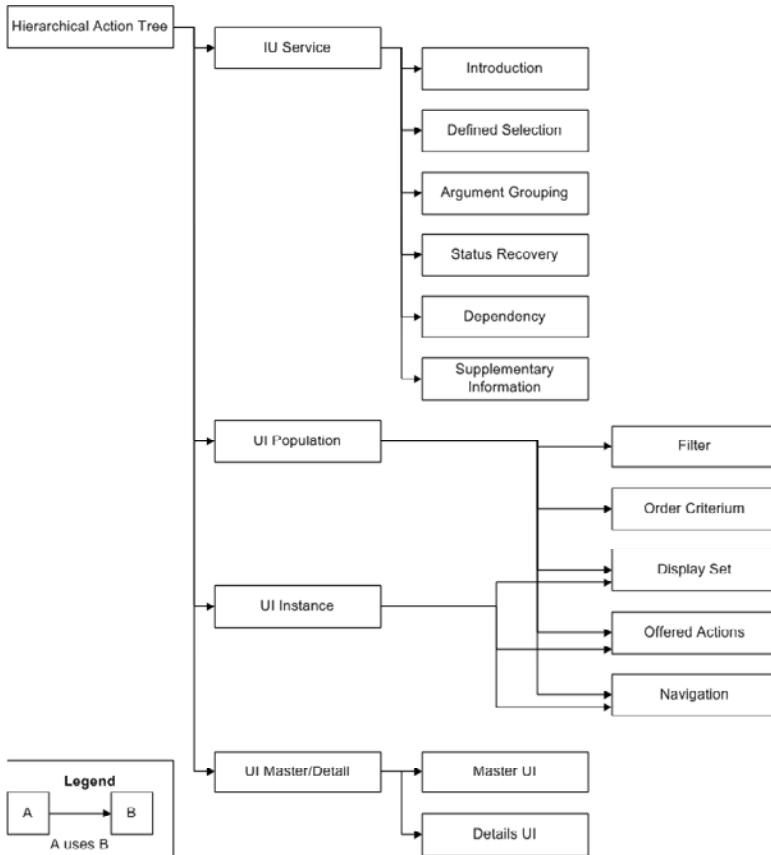 Hierarchical Action Tree
IU Service
Introduction
Defined Selection
Argument Grouping
Status Recovery
Dependency
Supplementary
Information
UI Population
Filter
Order Criterium
Display Set
UI Instance
Offered Actions
Navigation
UI Master/Detail
Master UI
Details UI
Legend
A
B
A uses B